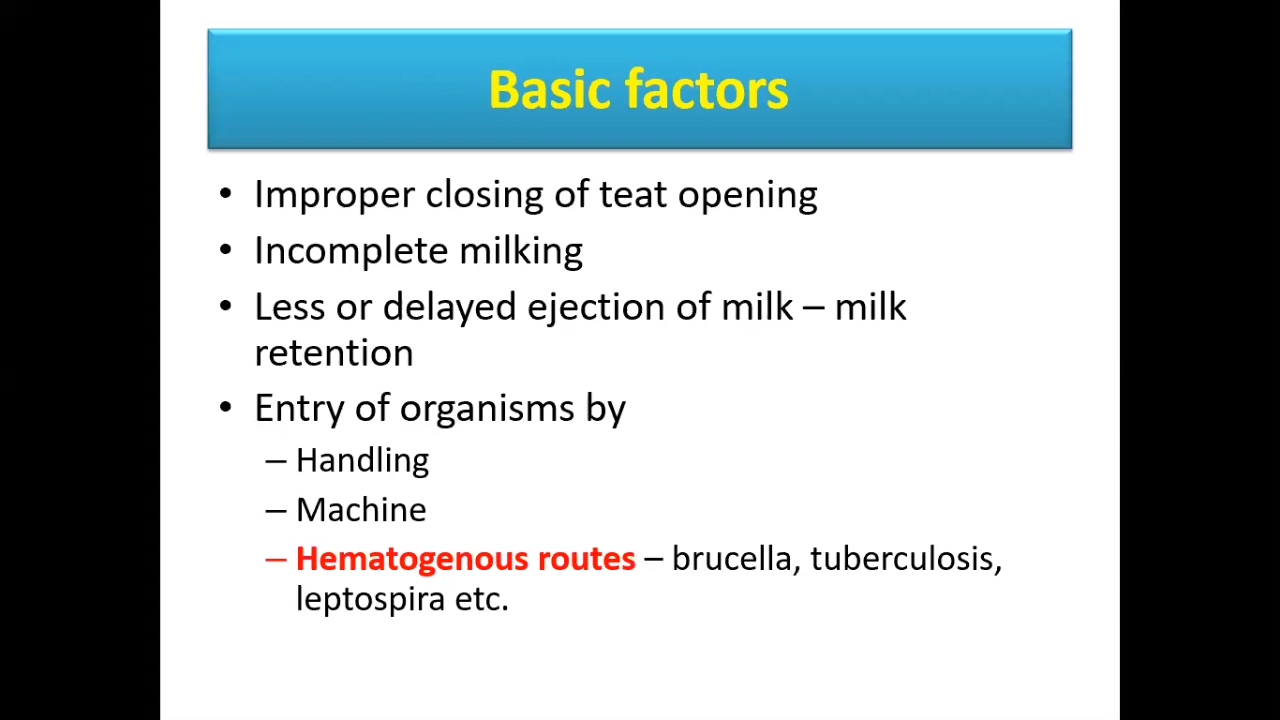 Basic factors
• Improper closing of teat opening
• Incomplete milking
• Less or delayed ejection of milk – milk
retention
• Entry of organisms by
– Handling
– Machine
– Hematogenous routes – brucella, tuberculosis,
leptospira etc.